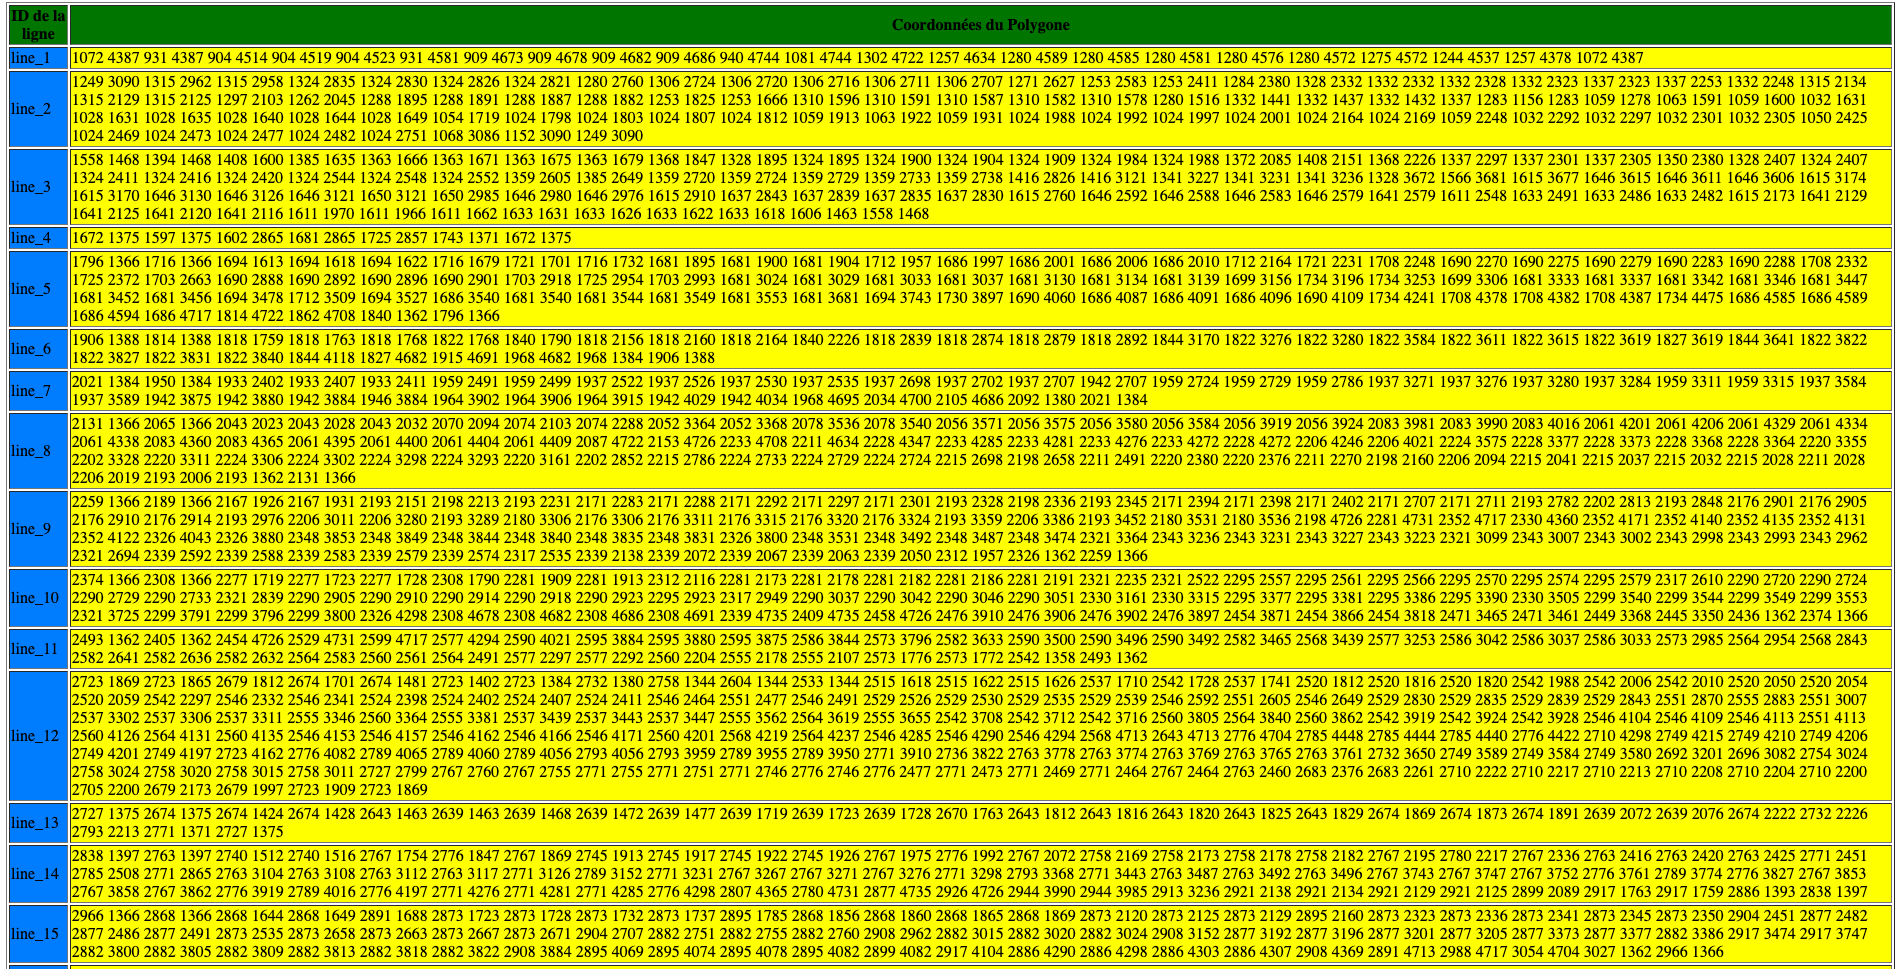 ID de la ligne
Coordonnées du Polygone
line_1
1072 4387 931 4387 904 4514 904 4519 904 4523 931 4581 909 4673 909 4678 909 4682 909 4686 940 4744 1081 4744 1302 4722 1257 4634 1280 4589 1280 4585 1280 4581 1280 4576 1280 4572 1275 4572 1244 4537 1257 4378 1072 4387
line_2
1249 3090 1315 2962 1315 2958 1324 2835 1324 2830 1324 2826 1324 2821 1280 2760 1306 2724 1306 2720 1306 2716 1306 2711 1306 2707 1271 2627 1253 2583 1253 2411 1284 2380 1328 2332 1332 2332 1332 2328 1332 2323 1337 2323 1337 2253 1332 2248 1315 2134
1315 2129 1315 2125 1297 2103 1262 2045 1288 1895 1288 1891 1288 1887 1288 1882 1253 1825 1253 1666 1310 1596 1310 1591 1310 1587 1310 1582 1310 1578 1280 1516 1332 1441 1332 1437 1332 1432 1337 1283 1156 1283 1059 1278 1063 1591 1059 1600 1032 1631
1028 1631 1028 1635 1028 1640 1028 1644 1028 1649 1054 1719 1024 1798 1024 1803 1024 1807 1024 1812 1059 1913 1063 1922 1059 1931 1024 1988 1024 1992 1024 1997 1024 2001 1024 2164 1024 2169 1059 2248 1032 2292 1032 2297 1032 2301 1032 2305 1050 2425
1024 2469 1024 2473 1024 2477 1024 2482 1024 2751 1068 3086 1152 3090 1249 3090
line_3
1558 1468 1394 1468 1408 1600 1385 1635 1363 1666 1363 1671 1363 1675 1363 1679 1368 1847 1328 1895 1324 1895 1324 1900 1324 1904 1324 1909 1324 1984 1324 1988 1372 2085 1408 2151 1368 2226 1337 2297 1337 2301 1337 2305 1350 2380 1328 2407 1324 2407
1324 2411 1324 2416 1324 2420 1324 2544 1324 2548 1324 2552 1359 2605 1385 2649 1359 2720 1359 2724 1359 2729 1359 2733 1359 2738 1416 2826 1416 3121 1341 3227 1341 3231 1341 3236 1328 3672 1566 3681 1615 3677 1646 3615 1646 3611 1646 3606 1615 3174
1615 3170 1646 3130 1646 3126 1646 3121 1650 3121 1650 2985 1646 2980 1646 2976 1615 2910 1637 2843 1637 2839 1637 2835 1637 2830 1615 2760 1646 2592 1646 2588 1646 2583 1646 2579 1641 2579 1611 2548 1633 2491 1633 2486 1633 2482 1615 2173 1641 2129
1641 2125 1641 2120 1641 2116 1611 1970 1611 1966 1611 1662 1633 1631 1633 1626 1633 1622 1633 1618 1606 1463 1558 1468
line_4
1672 1375 1597 1375 1602 2865 1681 2865 1725 2857 1743 1371 1672 1375
line_5
1796 1366 1716 1366 1694 1613 1694 1618 1694 1622 1716 1679 1721 1701 1716 1732 1681 1895 1681 1900 1681 1904 1712 1957 1686 1997 1686 2001 1686 2006 1686 2010 1712 2164 1721 2231 1708 2248 1690 2270 1690 2275 1690 2279 1690 2283 1690 2288 1708 2332
1725 2372 1703 2663 1690 2888 1690 2892 1690 2896 1690 2901 1703 2918 1725 2954 1703 2993 1681 3024 1681 3029 1681 3033 1681 3037 1681 3130 1681 3134 1681 3139 1699 3156 1734 3196 1734 3253 1699 3306 1681 3333 1681 3337 1681 3342 1681 3346 1681 3447
1681 3452 1681 3456 1694 3478 1712 3509 1694 3527 1686 3540 1681 3540 1681 3544 1681 3549 1681 3553 1681 3681 1694 3743 1730 3897 1690 4060 1686 4087 1686 4091 1686 4096 1690 4109 1734 4241 1708 4378 1708 4382 1708 4387 1734 4475 1686 4585 1686 4589
1686 4594 1686 4717 1814 4722 1862 4708 1840 1362 1796 1366
line_6
1906 1388 1814 1388 1818 1759 1818 1763 1818 1768 1822 1768 1840 1790 1818 2156 1818 2160 1818 2164 1840 2226 1818 2839 1818 2874 1818 2879 1818 2892 1844 3170 1822 3276 1822 3280 1822 3584 1822 3611 1822 3615 1822 3619 1827 3619 1844 3641 1822 3822
1822 3827 1822 3831 1822 3840 1844 4118 1827 4682 1915 4691 1968 4682 1968 1384 1906 1388
line_7
2021 1384 1950 1384 1933 2402 1933 2407 1933 2411 1959 2491 1959 2499 1937 2522 1937 2526 1937 2530 1937 2535 1937 2698 1937 2702 1937 2707 1942 2707 1959 2724 1959 2729 1959 2786 1937 3271 1937 3276 1937 3280 1937 3284 1959 3311 1959 3315 1937 3584
1937 3589 1942 3875 1942 3880 1942 3884 1946 3884 1964 3902 1964 3906 1964 3915 1942 4029 1942 4034 1968 4695 2034 4700 2105 4686 2092 1380 2021 1384
line_8
2131 1366 2065 1366 2043 2023 2043 2028 2043 2032 2070 2094 2074 2103 2074 2288 2052 3364 2052 3368 2078 3536 2078 3540 2056 3571 2056 3575 2056 3580 2056 3584 2056 3919 2056 3924 2083 3981 2083 3990 2083 4016 2061 4201 2061 4206 2061 4329 2061 4334
2061 4338 2083 4360 2083 4365 2061 4395 2061 4400 2061 4404 2061 4409 2087 4722 2153 4726 2233 4708 2211 4634 2228 4347 2233 4285 2233 4281 2233 4276 2233 4272 2228 4272 2206 4246 2206 4021 2224 3575 2228 3377 2228 3373 2228 3368 2228 3364 2220 3355
2202 3328 2220 3311 2224 3306 2224 3302 2224 3298 2224 3293 2220 3161 2202 2852 2215 2786 2224 2733 2224 2729 2224 2724 2215 2698 2198 2658 2211 2491 2220 2380 2220 2376 2211 2270 2198 2160 2206 2094 2215 2041 2215 2037 2215 2032 2215 2028 2211 2028
2206 2019 2193 2006 2193 1362 2131 1366
line_9
2259 1366 2189 1366 2167 1926 2167 1931 2193 2151 2198 2213 2193 2231 2171 2283 2171 2288 2171 2292 2171 2297 2171 2301 2193 2328 2198 2336 2193 2345 2171 2394 2171 2398 2171 2402 2171 2707 2171 2711 2193 2782 2202 2813 2193 2848 2176 2901 2176 2905
2176 2910 2176 2914 2193 2976 2206 3011 2206 3280 2193 3289 2180 3306 2176 3306 2176 3311 2176 3315 2176 3320 2176 3324 2193 3359 2206 3386 2193 3452 2180 3531 2180 3536 2198 4726 2281 4731 2352 4717 2330 4360 2352 4171 2352 4140 2352 4135 2352 4131
2352 4122 2326 4043 2326 3880 2348 3853 2348 3849 2348 3844 2348 3840 2348 3835 2348 3831 2326 3800 2348 3531 2348 3492 2348 3487 2348 3474 2321 3364 2343 3236 2343 3231 2343 3227 2343 3223 2321 3099 2343 3007 2343 3002 2343 2998 2343 2993 2343 2962
2321 2694 2339 2592 2339 2588 2339 2583 2339 2579 2339 2574 2317 2535 2339 2138 2339 2072 2339 2067 2339 2063 2339 2050 2312 1957 2326 1362 2259 1366
line_10
2374 1366 2308 1366 2277 1719 2277 1723 2277 1728 2308 1790 2281 1909 2281 1913 2312 2116 2281 2173 2281 2178 2281 2182 2281 2186 2281 2191 2321 2235 2321 2522 2295 2557 2295 2561 2295 2566 2295 2570 2295 2574 2295 2579 2317 2610 2290 2720 2290 2724
2290 2729 2290 2733 2321 2839 2290 2905 2290 2910 2290 2914 2290 2918 2290 2923 2295 2923 2317 2949 2290 3037 2290 3042 2290 3046 2290 3051 2330 3161 2330 3315 2295 3377 2295 3381 2295 3386 2295 3390 2330 3505 2299 3540 2299 3544 2299 3549 2299 3553
2321 3725 2299 3791 2299 3796 2299 3800 2326 4298 2308 4678 2308 4682 2308 4686 2308 4691 2339 4735 2409 4735 2458 4726 2476 3910 2476 3906 2476 3902 2476 3897 2454 3871 2454 3866 2454 3818 2471 3465 2471 3461 2449 3368 2445 3350 2436 1362 2374 1366
line_11
2493 1362 2405 1362 2454 4726 2529 4731 2599 4717 2577 4294 2590 4021 2595 3884 2595 3880 2595 3875 2586 3844 2573 3796 2582 3633 2590 3500 2590 3496 2590 3492 2582 3465 2568 3439 2577 3253 2586 3042 2586 3037 2586 3033 2573 2985 2564 2954 2568 2843
2582 2641 2582 2636 2582 2632 2564 2583 2560 2561 2564 2491 2577 2297 2577 2292 2560 2204 2555 2178 2555 2107 2573 1776 2573 1772 2542 1358 2493 1362
line_12
2723 1869 2723 1865 2679 1812 2674 1701 2674 1481 2723 1402 2723 1384 2732 1380 2758 1344 2604 1344 2533 1344 2515 1618 2515 1622 2515 1626 2537 1710 2542 1728 2537 1741 2520 1812 2520 1816 2520 1820 2542 1988 2542 2006 2542 2010 2520 2050 2520 2054
2520 2059 2542 2297 2546 2332 2546 2341 2524 2398 2524 2402 2524 2407 2524 2411 2546 2464 2551 2477 2546 2491 2529 2526 2529 2530 2529 2535 2529 2539 2546 2592 2551 2605 2546 2649 2529 2830 2529 2835 2529 2839 2529 2843 2551 2870 2555 2883 2551 3007
2537 3302 2537 3306 2537 3311 2555 3346 2560 3364 2555 3381 2537 3439 2537 3443 2537 3447 2555 3562 2564 3619 2555 3655 2542 3708 2542 3712 2542 3716 2560 3805 2564 3840 2560 3862 2542 3919 2542 3924 2542 3928 2546 4104 2546 4109 2546 4113 2551 4113
2560 4126 2564 4131 2560 4135 2546 4153 2546 4157 2546 4162 2546 4166 2546 4171 2560 4201 2568 4219 2564 4237 2546 4285 2546 4290 2546 4294 2568 4713 2643 4713 2776 4704 2785 4448 2785 4444 2785 4440 2776 4422 2710 4298 2749 4215 2749 4210 2749 4206
2749 4201 2749 4197 2723 4162 2776 4082 2789 4065 2789 4060 2789 4056 2793 4056 2793 3959 2789 3955 2789 3950 2771 3910 2736 3822 2763 3778 2763 3774 2763 3769 2763 3765 2763 3761 2732 3650 2749 3589 2749 3584 2749 3580 2692 3201 2696 3082 2754 3024
2758 3024 2758 3020 2758 3015 2758 3011 2727 2799 2767 2760 2767 2755 2771 2755 2771 2751 2771 2746 2776 2746 2776 2477 2771 2473 2771 2469 2771 2464 2767 2464 2763 2460 2683 2376 2683 2261 2710 2222 2710 2217 2710 2213 2710 2208 2710 2204 2710 2200
2705 2200 2679 2173 2679 1997 2723 1909 2723 1869
line_13
2727 1375 2674 1375 2674 1424 2674 1428 2643 1463 2639 1463 2639 1468 2639 1472 2639 1477 2639 1719 2639 1723 2639 1728 2670 1763 2643 1812 2643 1816 2643 1820 2643 1825 2643 1829 2674 1869 2674 1873 2674 1891 2639 2072 2639 2076 2674 2222 2732 2226
2793 2213 2771 1371 2727 1375
line_14
2838 1397 2763 1397 2740 1512 2740 1516 2767 1754 2776 1847 2767 1869 2745 1913 2745 1917 2745 1922 2745 1926 2767 1975 2776 1992 2767 2072 2758 2169 2758 2173 2758 2178 2758 2182 2767 2195 2780 2217 2767 2336 2763 2416 2763 2420 2763 2425 2771 2451
2785 2508 2771 2865 2763 3104 2763 3108 2763 3112 2763 3117 2771 3126 2789 3152 2771 3231 2767 3267 2767 3271 2767 3276 2771 3298 2793 3368 2771 3443 2763 3487 2763 3492 2763 3496 2767 3743 2767 3747 2767 3752 2776 3761 2789 3774 2776 3827 2767 3853
2767 3858 2767 3862 2776 3919 2789 4016 2776 4197 2771 4276 2771 4281 2771 4285 2776 4298 2807 4365 2780 4731 2877 4735 2926 4726 2944 3990 2944 3985 2913 3236 2921 2138 2921 2134 2921 2129 2921 2125 2899 2089 2917 1763 2917 1759 2886 1393 2838 1397
line_15
2966 1366 2868 1366 2868 1644 2868 1649 2891 1688 2873 1723 2873 1728 2873 1732 2873 1737 2895 1785 2868 1856 2868 1860 2868 1865 2868 1869 2873 2120 2873 2125 2873 2129 2895 2160 2873 2323 2873 2336 2873 2341 2873 2345 2873 2350 2904 2451 2877 2482
2877 2486 2877 2491 2873 2535 2873 2658 2873 2663 2873 2667 2873 2671 2904 2707 2882 2751 2882 2755 2882 2760 2908 2962 2882 3015 2882 3020 2882 3024 2908 3152 2877 3192 2877 3196 2877 3201 2877 3205 2877 3373 2877 3377 2882 3386 2917 3474 2917 3747
2882 3800 2882 3805 2882 3809 2882 3813 2882 3818 2882 3822 2908 3884 2895 4069 2895 4074 2895 4078 2895 4082 2899 4082 2917 4104 2886 4290 2886 4298 2886 4303 2886 4307 2908 4369 2891 4713 2988 4717 3054 4704 3027 1362 2966 1366